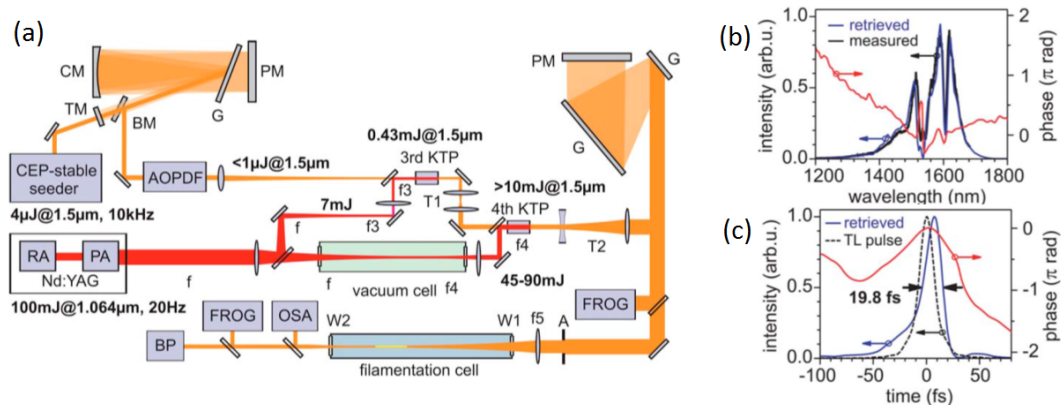 (a)
CM
PM
G
TM
BM
CEP-stable
seeder
4µJ@1.5µm, 10kHz
AOPDF
<1µJ@1.5µm
0.43mJ@1.5µm
3rd KTP
f3
f3
T1
>10mJ@1.5µm
4th KTP
f4
T2
7mJ
f
RA
PA
Nd:YAG
100mJ@1.064µm, 20Hz
f
f
vacuum cell
f4
45-90mJ
PM
G
G
FROG
FROG
OSA
BP
W2
W1
f5
A
filamentation cell
(b)
intensity (arb.u.)
1.0
0.5
0.0
retrieved
measured
2
1
0
phase (π rad)
1200
1400
1600
1800
wavelength (nm)
(c)
intensity (arb.u.)
1.0
0.5
0.0
retrieved
TL pulse
19.8 fs
0
-1
-2
phase (π rad)
-100
-50
0
50
time (fs)